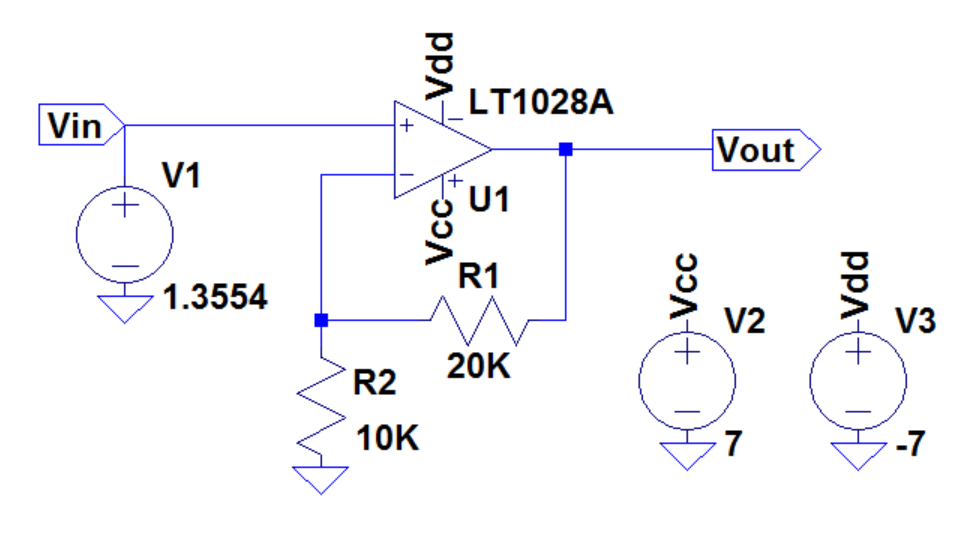 Vdd
LT1028A
Vin
+
−
Vout
V1
+
−
1.3554
−
+
U1
Vcc
R1
20K
R2
10K
Vcc
V2
+
−
7
Vdd
V3
+
−
-7